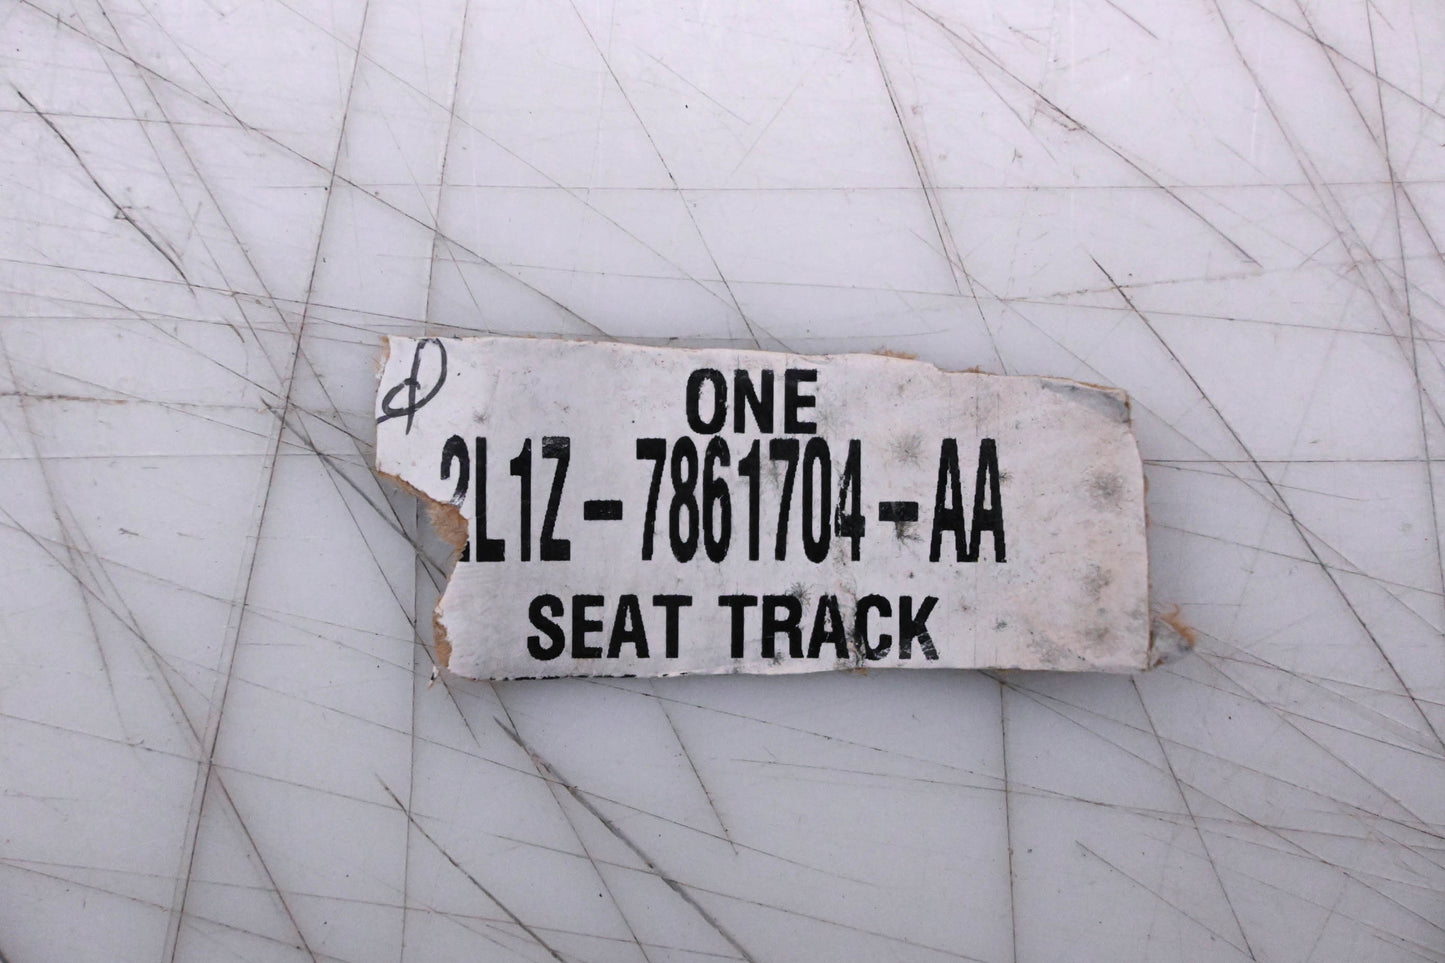 ONE
2L1Z-7861704-AA
SEAT TRACK